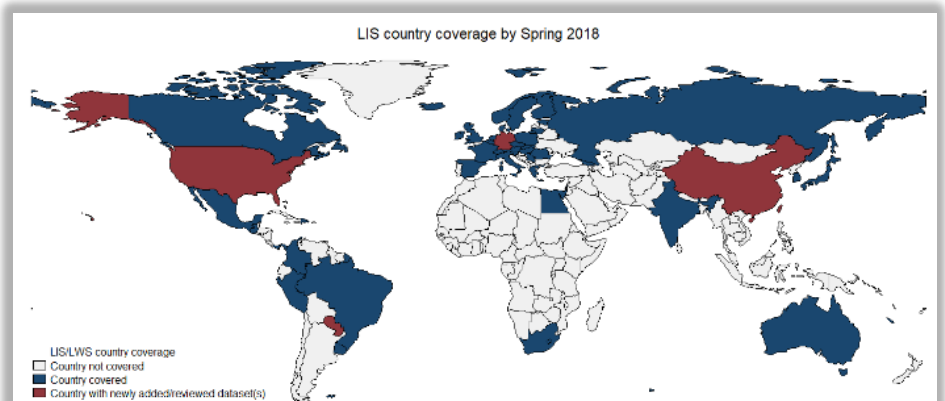 LIS country coverage by Spring 2018
LIS/LWS country coverage
Country not covered
Country covered
Country with newly added/reviewed dataset(s)